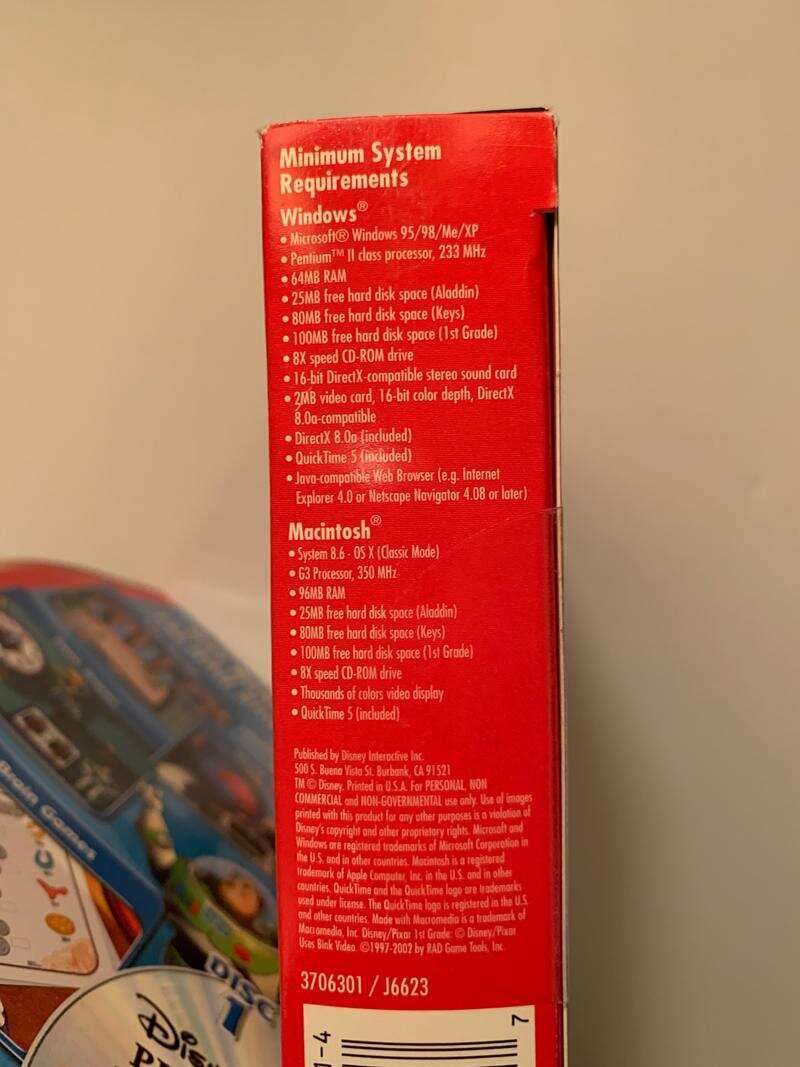 Minimum System
Requirements
Windows®
• Microsoft® Windows 95/98/Me/XP
• Pentium™ II class processor, 233 MHz
• 64MB RAM
• 25MB free hard disk space (Aladdin)
• 80MB free hard disk space (Keys)
• 100MB free hard disk space (1st Grade)
• 8X speed CD-ROM drive
• 16-bit DirectX-compatible stereo sound card
• 2MB video card, 16-bit color depth, DirectX
8.0a-compatible
• DirectX 8.0a (included)
• QuickTime 5 (included)
• Java-compatible Web Browser (e.g. Internet
Explorer 4.0 or Netscape Navigator 4.08 or later)
Macintosh®
• System 8.6 - OS X (Classic Mode)
• G3 Processor, 350 MHz
• 96MB RAM
• 25MB free hard disk space (Aladdin)
• 80MB free hard disk space (Keys)
• 100MB free hard disk space (1st Grade)
• 8X speed CD-ROM drive
• Thousands of colors video display
• QuickTime 5 (included)
Published by Disney Interactive Inc.
500 S. Buena Vista St. Burbank, CA 91521
TM © Disney. Printed in U.S.A. For PERSONAL, NON
COMMERCIAL and NON-GOVERNMENTAL use only. Use of images
printed with this product for any other purposes is a violation of
Disney's copyright and other proprietary rights. Microsoft and
Windows are registered trademarks of Microsoft Corporation in
the U.S. and in other countries. Macintosh is a registered
trademark of Apple Computer, Inc. in the U.S. and in other
countries. QuickTime and the QuickTime logo are trademarks
used under license. The QuickTime logo is registered in the U.S.
and other countries. Made with Macromedia is a trademark of
Macromedia, Inc. Disney/Pixar 1st Grade: © Disney/Pixar
Uses Bink Video. ©1997-2002 by RAD Game Tools, Inc.
3706301 / J6623
1-4
7
Brain Games
DISC
1